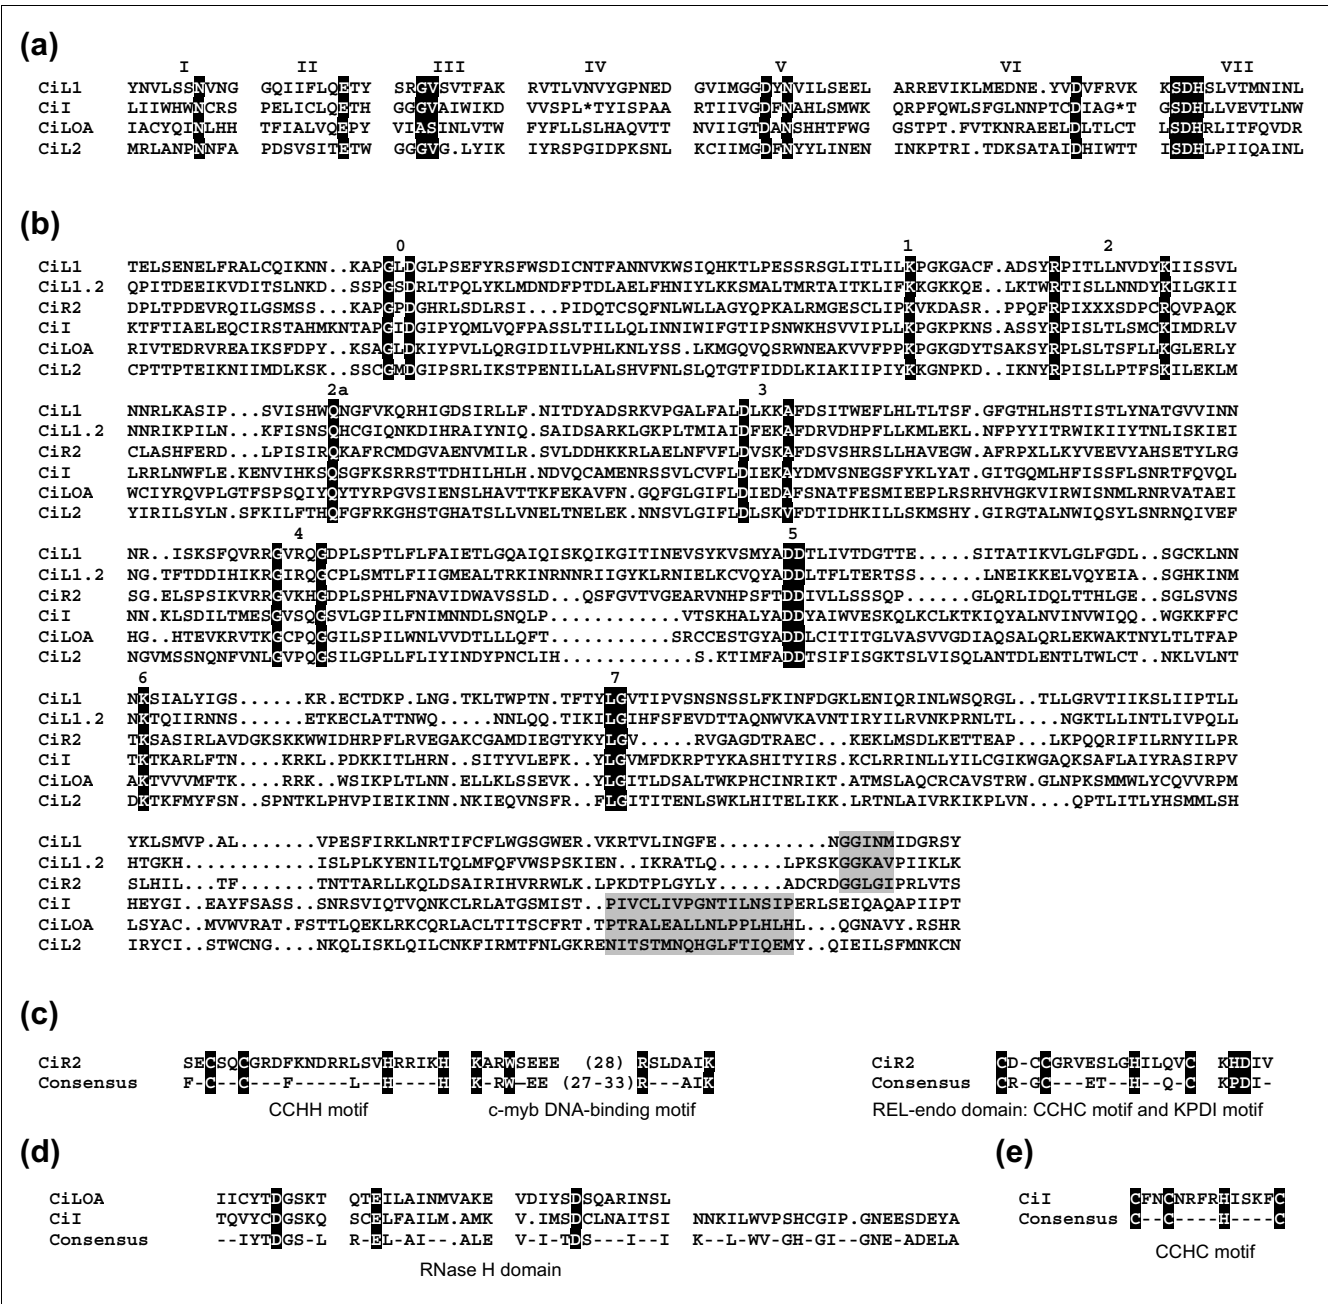 (a)
I II III IV V VI VII
CiL1 YNVLSSNVNG GQIIFLQETY SRGVSVTFAK RVTLVNVYGPNED GVIMGGDYNVILSEEL ARREVIKLMEDNE.YVDVFRVK KSDHSLVTMNINL
CiI LIIWHWNCRS PELICLQETH GGGVAIWIKD VVSPL*TYISPAA RTIIVGDFNAHLSMWK QRPFQWLSFGLNNPTCDIAG*T GSDHLLVEVTLNW
CiLOA IACYQINLHH TFIALVQEPY VIASINLVTW FYFLLSLHAQVTT NVIIGTDANSHHTFWG GSTPT.FVTKNRAEELDLTLCT LSDHRLITFQVDR
CiL2 MRLANPNNFA PDSVSITETW GGGVG.LYIK IYRSPGIDPKSNL KCIIMGDFNYYLINEN INKPTRI.TDKSATAIDHIWTT ISDHLPIIQAINL
(b)
0 1 2
CiL1 TELSENELFRALCQIKNN..KAPGLDGLPSEFYRSFWSDICNTFANNVKWSIQHKTLPESSRSGLITLILKPGKGACF.ADSYRPITLLNVDYKIISSVL
CiL1.2 QPITDEEIKVDITSLNKD..SSPGSDRLTPQLYKLMDNDFPTDLAELFHNIYLKKSMALTMRTAITKLIFKKGKKQE..LKTWRTISLLNNDYKILGKII
CiR2 DPLTPDEVRQILGSMSS...KAPGPDGHRLSDLRSI...PIDQTCSQFNLWLLAGYQPKALRMGESCLIPKVKDASR..PPQFRPIXXXSDPCRQVPAQK
CiI KTFTIAELEQCIRSTAHMKNTAPGIDGIPYQMLVQFPASSLTILLQLINNIWIFGTIPSNWKHSVVIPLLKPGKPKNS.ASSYRPISLTLSMCKIMDRLV
CiLOA RIVTEDRVREAIKSFDPY..KSAGLDKIYPVLLQRGIDILVPHLKNLYSS.LKMGQVQSRWNEAKVVFPPKPGKGDYTSAKSYRPLSLTSFLLKGLERLY
CiL2 CPTTPTEIKNIIMDLKSK..SSCGMDGIPSRLIKSTPENILLALSHVFNLSLQTGTFIDDLKIAKIIPIYKKGNPKD..IKNYRPISLLPTFSKILEKLM
2a 3
CiL1 NNRLKASIP...SVISHWQNGFVKQRHIGDSIRLLF.NITDYADSRKVPGALFALDLKKAFDSITWEFLHLTLTSF.GFGTHLHSTISTLYNATGVVINN
CiL1.2 NNRIKPILN...KFISNSQHCGIQNKDIHRAIYNIQ.SAIDSARKLGKPLTMIAIDFEKAFDRVDHPFLLKMLEKL.NFPYYITRWIKIIYTNLISKIEI
CiR2 CLASHFERD...LPISIRQKAFRCMDGVAENVMILR.SVLDDHKKRLAELNFVFLDVSKAFDSVSHRSLLHAVEGW.AFRPXLLKYVEEVYAHSETYLRG
CiI LRRLNWFLE.KENVIHKSQSGFKSRRSTTDHILHLH.NDVQCAMENRSSVLCVFLDIEKAYDMVSNEGSFYKLYAT.GITGQMLHFISSFLSNRTFQVQL
CiLOA WCIYRQVPLGTFSPSQIYQYTYRPGVSIENSLHAVTTKFEKAVFN.GQFGLGIFLDIEDAFSNATFESMIEEPLRSRHVHGKVIRWISNMLRNRVATAEI
CiL2 YIRILSYLN.SFKILFTHQFGFRKGHSTGHATSLLVNELTNELEK.NNSVLGIFLDLSKVFDTIDHKILLSKMSHY.GIRGTALNWIQSYLSNRNQIVEF
4 5
CiL1 NR..ISKSFQVRRGVRQGDPLSPTLFLFAIETLGQAIQISKQIKGITINEVSYKVSMYADDTLIVTDGTTE.....SITATIKVLGLFGDL..SGCKLNN
CiL1.2 NG.TFTDDIHIKRGIRQGCPLSMTLFIIGMEALTRKINRNNRIIGYKLRNIELKCVQYADDLTFLTERTSS.....LNEIKKELVQYEIA..SGHKINM
CiR2 SG.ELSPSIKVRRGVKHGDPLSPHLFNAVIDWAVSSLD..QSFGVTVGEARVNHPSFTDDIVLLSSSQP......GLQRLIDQLTTHLGE..SGLSVNS
CiI NN.KLSDILTMESGVSQGSVLGPILFNIMNNDLSNQLP............VTSKHALYADDYAIWVESKQLKCLKTKIQYALNVINVWIQQ..WGKKFFC
CiLOA HG..HTEVKRVTKGCPQGGILSPILWNLVVDTLLLQFT............SRCCESTGYADDLCITITGLVASVVGDIAQSALQRLEKWAKTNYLTLTFAP
CiL2 NGVMSSNQNFVNLGVPQGSILGPLLFLIYINDYPNCLIH............S.KTIMFADDTSIFISGKTSLVISQLANTDLENTLTWLCT..NKLVLNT
6 7
CiL1 NKSIALYIGS......KR.ECTDKP.LNG.TKLTWPTN.TFTYLGVTIPVSNSNSSLFKINFDGKLENIQRINLWSQRGL..TLLGRVTIIKSLIIPTLL
CiL1.2 NKTQIIRNNS......ETKECLATTNWQ.....NNLQQ.TIKILGIHFSFEVDTTAQNWVKAVNTIRYILRVNKPRNLTL....NGKTLLINTLIVPQLL
CiR2 TKSASIRLAVDGKSKKWWIDHRPFLRVEGAKCGAMDIEGTYKYLGV.....RVGAGDTRAEC...KEKLMSDLKETTEAP...LKPQQRIFILRNYILPR
CiI TKTKARLFTN.....KRKL.PDKKITLHRN..SITYVLEFK..YLGVMFDKRPTYKASHITYIRS.KCLRRINLLYILCGIKWGAQKSAFLAIYRASIRPV
CiLOA AKTVVVMFTK.....RRK..WSIKPLTLNN.ELLKLSSEVK..YLGITLDSALTWKPHCINRIKT.ATMSLAQCRCAVSTRW.GLNPKSMMWLYCQVVRPM
CiL2 DKTKFMYFSN...SPNTKLPHVPIEIKINN.NKIEQVNSFR..FLGITITENLSWKLHITELIKK.LRTNLAIVRKIKPLVN....QPTLITLYHSMMLSH
CiL1 YKLSMVP.AL.......VPESFIRKLNRTIFCFLWGSGWER.VKRTVLINGFE..........NGGINMIDGRSY
CiL1.2 HTGKH............ISLPLKYENILTQLMFQFVWSPSKIEN..IKRATLQ......LPKSKGGKAVPIIKLK
CiR2 SLHIL...TF.......TNTTARLLKQLDSAIRIHVRRWLK.LPKDTPLGYLY......ADCRDGGLGIPRLVTS
CiI HEYGI...EAYFSASS..SNRSVIQTVQNKCLRLATGSMIST..PIVCLIVPGNTILNSIPERLSEIQAQAPIIPT
CiLOA LSYAC...MVWVRAT.FSTTLQEKLRKCQRLACLTITSCFRT.TPTRALEALLNLPPLHLHL...QGNAVY.RSHR
CiL2 IRYCI...STWCNG....NKQLISKLQILCNKFIRMTFNLGKRENITSTMNQHGLFTIQEMY..QIEILSFMNKCN
(c)
CiR2 SECSQCGRDFKNDRRLSVHRRIKH KARWSEEE (28) RSLDAIK
Consensus F-C--C----F-----L--H----H K-RW–EE (27-33)R---AIK
CCHH motif c-myb DNA-binding motif
CiR2 CD-CCGRVESLGHILQVC KHDIV
Consensus CR-GC---ET--H--Q-C KPDI-
REL-endo domain: CCHC motif and KPDI motif
(d)
CiLOA IICYTDGSKT QTEILAINMVAKE VDIYSDSQARINSL
CiI TQVYCDGSKQ SCELFAILM.AMK V.IMSDCLNAITSI NNKILWVPSHCGIP.GNEESDEYA
Consensus --IYTDGS-L R-EL-AI--.ALE V-I-TDS---I--I K--L-WV-GH-GI--GNE-ADELA
RNase H domain
(e)
CiI CFNCNRFRHISKFC
Consensus C--C----H----C
CCHC motif